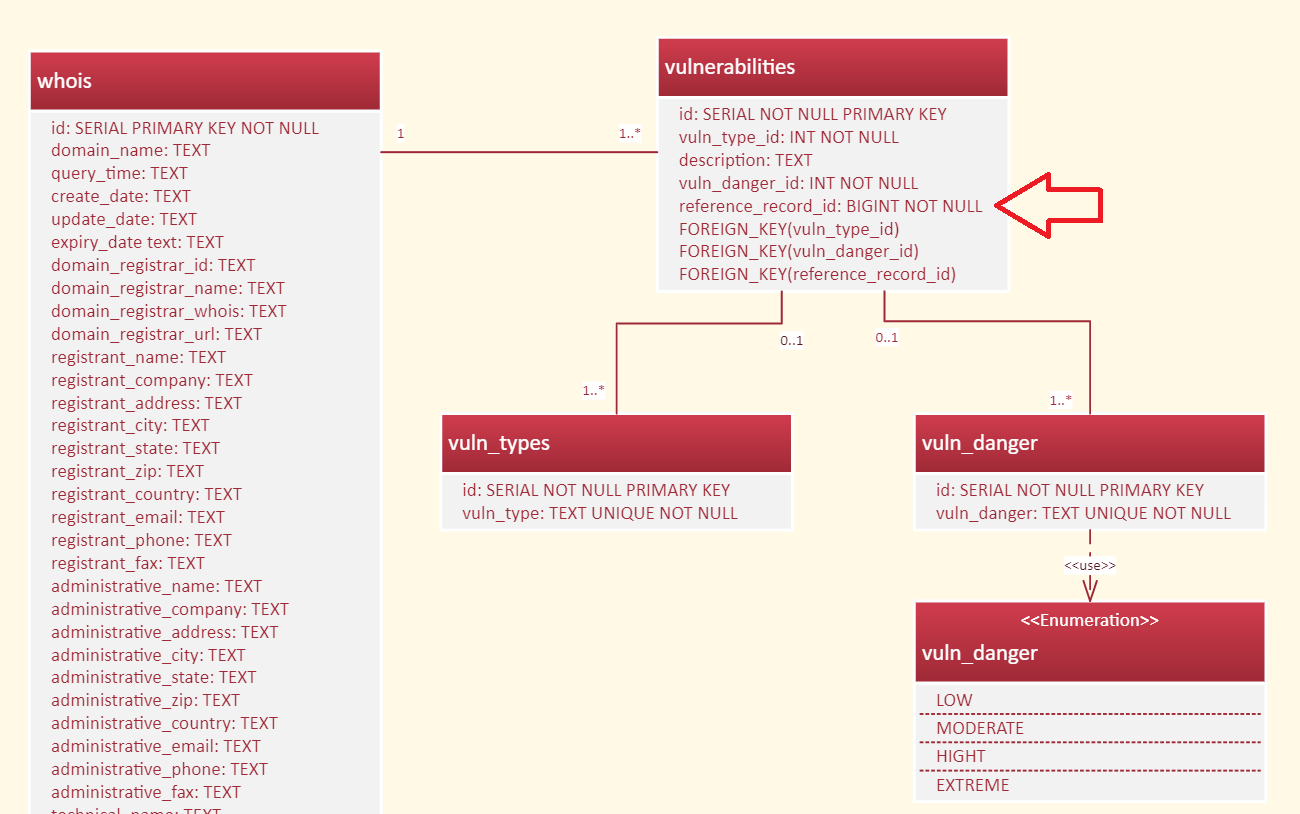 whois
id: SERIAL PRIMARY KEY NOT NULL
domain_name: TEXT
query_time: TEXT
create_date: TEXT
update_date: TEXT
expiry_date text: TEXT
domain_registrar_id: TEXT
domain_registrar_name: TEXT
domain_registrar_whois: TEXT
domain_registrar_url: TEXT
registrant_name: TEXT
registrant_company: TEXT
registrant_address: TEXT
registrant_city: TEXT
registrant_state: TEXT
registrant_zip: TEXT
registrant_country: TEXT
registrant_email: TEXT
registrant_phone: TEXT
registrant_fax: TEXT
administrative_name: TEXT
administrative_company: TEXT
administrative_address: TEXT
administrative_city: TEXT
administrative_state: TEXT
administrative_zip: TEXT
administrative_country: TEXT
administrative_email: TEXT
administrative_phone: TEXT
administrative_fax: TEXT
technical_name: TEXT
1
1..*
vulnerabilities
id: SERIAL NOT NULL PRIMARY KEY
vuln_type_id: INT NOT NULL
description: TEXT
vuln_danger_id: INT NOT NULL
reference_record_id: BIGINT NOT NULL
FOREIGN_KEY(vuln_type_id)
FOREIGN_KEY(vuln_danger_id)
FOREIGN_KEY(reference_record_id)
0..1
0..1
1..*
1..*
vuln_types
id: SERIAL NOT NULL PRIMARY KEY
vuln_type: TEXT UNIQUE NOT NULL
vuln_danger
id: SERIAL NOT NULL PRIMARY KEY
vuln_danger: TEXT UNIQUE NOT NULL
<<use>>
<<Enumeration>>
vuln_danger
LOW
MODERATE
HIGHT
EXTREME